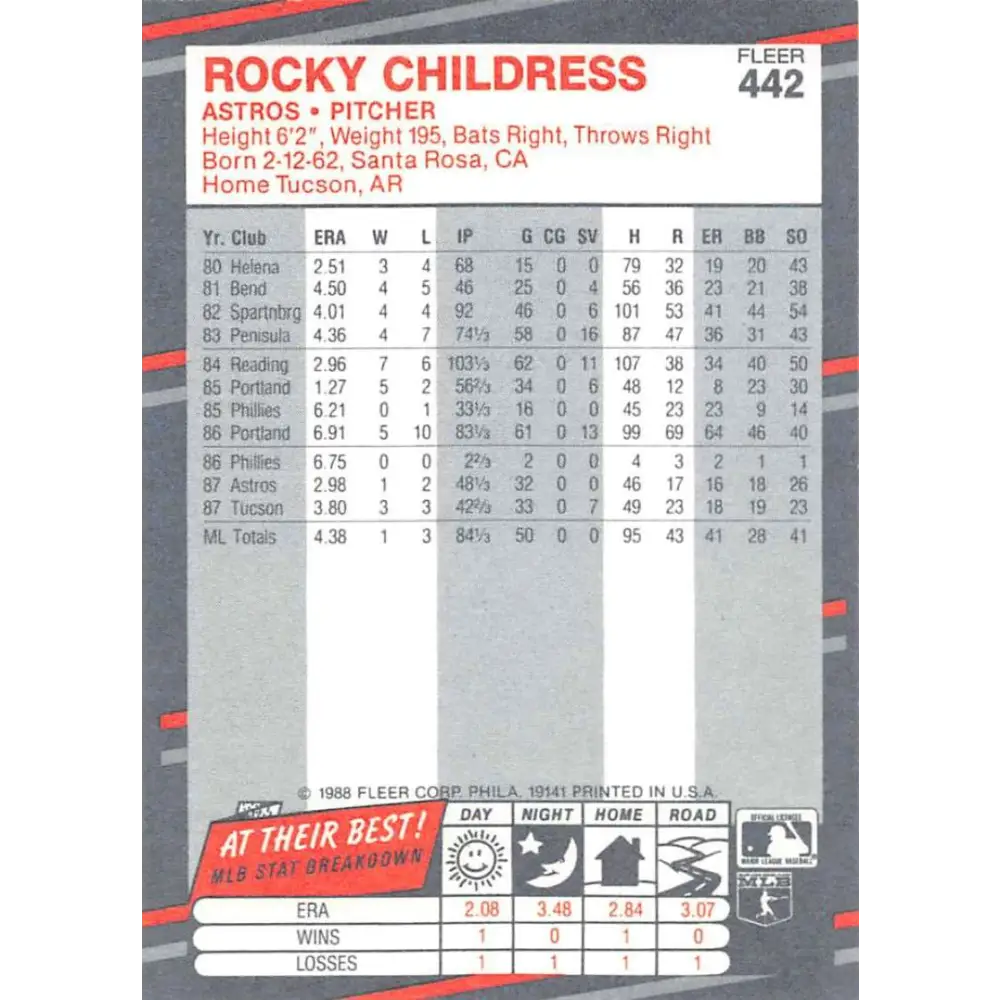 ROCKY CHILDRESS
FLEER
442
ASTROS • PITCHER
Height 6'2", Weight 195, Bats Right, Throws Right
Born 2-12-62, Santa Rosa, CA
Home Tucson, AR
Yr. Club ERA W L IP G CG SV H R ER BB SO
80 Helena 2.51 3 4 68 15 0 0 79 32 19 20 43
81 Bend 4.50 4 5 46 25 0 4 56 36 23 21 38
82 Spartnbrg 4.01 4 4 92 46 0 6 101 53 41 44 54
83 Penisula 4.36 4 7 74⅓ 58 0 16 87 47 36 31 43
84 Reading 2.96 7 6 103⅓ 62 0 11 107 38 34 40 50
85 Portland 1.27 5 2 56⅔ 34 0 6 48 12 8 23 30
85 Phillies 6.21 0 1 33⅓ 16 0 0 45 23 23 9 14
86 Portland 6.91 5 10 83⅓ 61 0 13 99 69 64 46 40
86 Phillies 6.75 0 0 2⅔ 2 0 0 4 3 2 1 1
87 Astros 2.98 1 2 48⅓ 32 0 0 46 17 16 18 26
87 Tucson 3.80 3 3 42⅔ 33 0 7 49 23 18 19 23
ML Totals 4.38 1 3 84⅓ 50 0 0 95 43 41 28 41
© 1988 FLEER CORP. PHILA. 19141 PRINTED IN U.S.A.
AT THEIR BEST!
MLB STAT BREAKDOWN
DAY NIGHT HOME ROAD
OFFICIAL LICENSEE
MAJOR LEAGUE BASEBALL
MLB
ERA 2.08 3.48 2.84 3.07
WINS 1 0 1 0
LOSSES 1 1 1 1